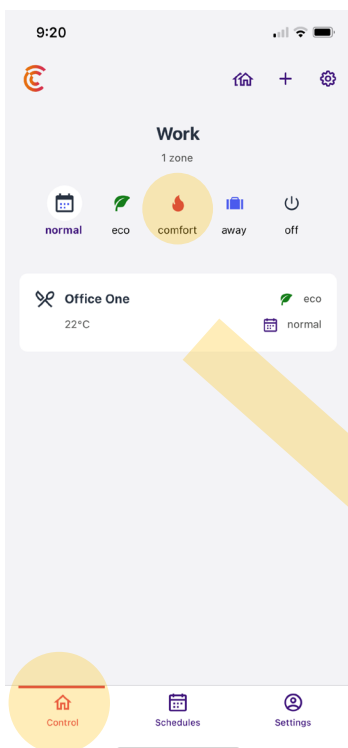 9:20
Work
1 zone
normal eco comfort away off
Office One eco
22°C normal
Control Schedules Settings